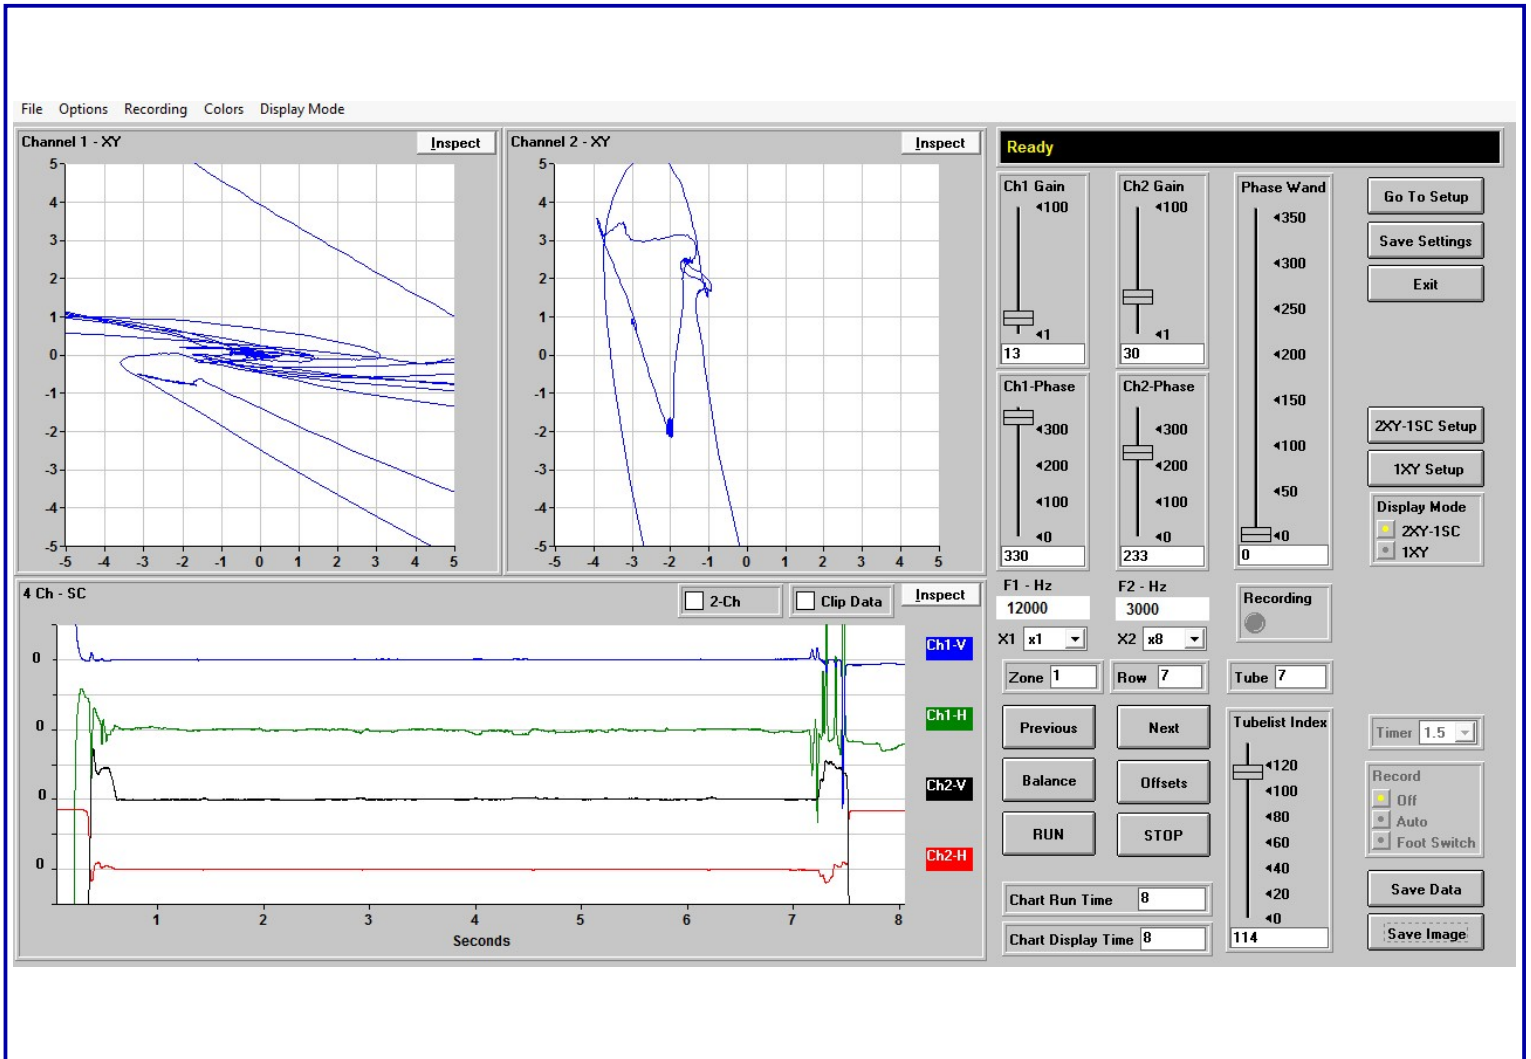 File Options Recording Colors Display Mode
Channel 1 - XY
Inspect
5
4
3
2
1
0
-1
-2
-3
-4
-5
-5 -4 -3 -2 -1 0 1 2 3 4 5
Channel 2 - XY
Inspect
5
4
3
2
1
0
-1
-2
-3
-4
-5
-5 -4 -3 -2 -1 0 1 2 3 4 5
4 Ch - SC
2-Ch
Clip Data
Inspect
0
0
0
0
Ch1-V
Ch1-H
Ch2-V
Ch2-H
1 2 3 4 5 6 7 8
Seconds
Ready
Ch1 Gain
100
1
13
Ch2 Gain
100
1
30
Phase Wand
350
300
250
200
150
100
50
0
0
Ch1-Phase
300
200
100
0
330
Ch2-Phase
300
200
100
0
233
Go To Setup
Save Settings
Exit
2XY-1SC Setup
1XY Setup
Display Mode
2XY-1SC
1XY
F1 - Hz
12000
F2 - Hz
3000
Recording
X1 x1
X2 x8
Zone 1
Row 7
Tube 7
Previous
Next
Balance
Offsets
RUN
STOP
Chart Run Time 8
Chart Display Time 8
Tubelist Index
120
100
80
60
40
20
0
114
Timer 1.5
Record
Off
Auto
Foot Switch
Save Data
Save Image